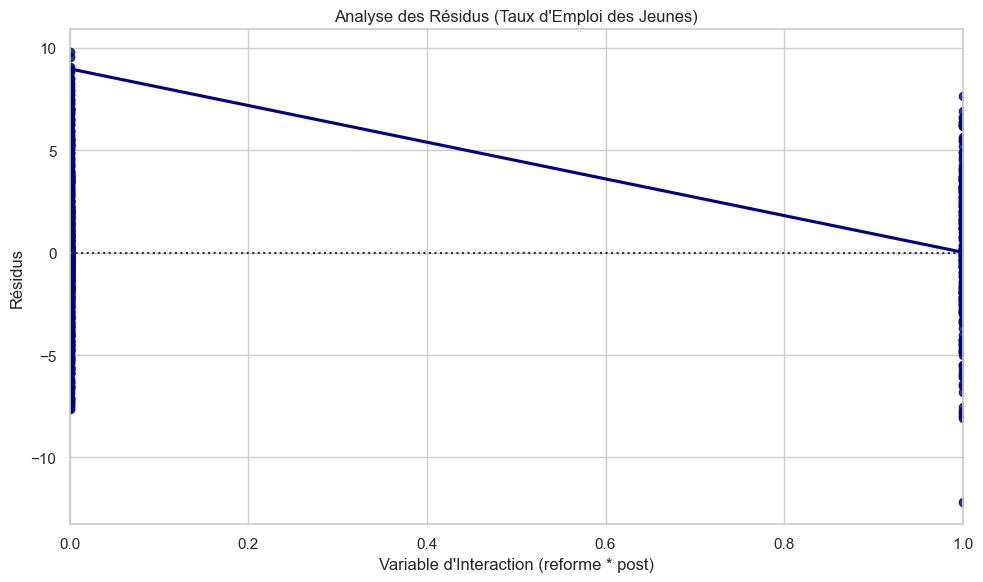 Analyse des Résidus (Taux d'Emploi des Jeunes)
10
5
0
−5
−10
Résidus
0.0 0.2 0.4 0.6 0.8 1.0
Variable d'Interaction (reforme * post)